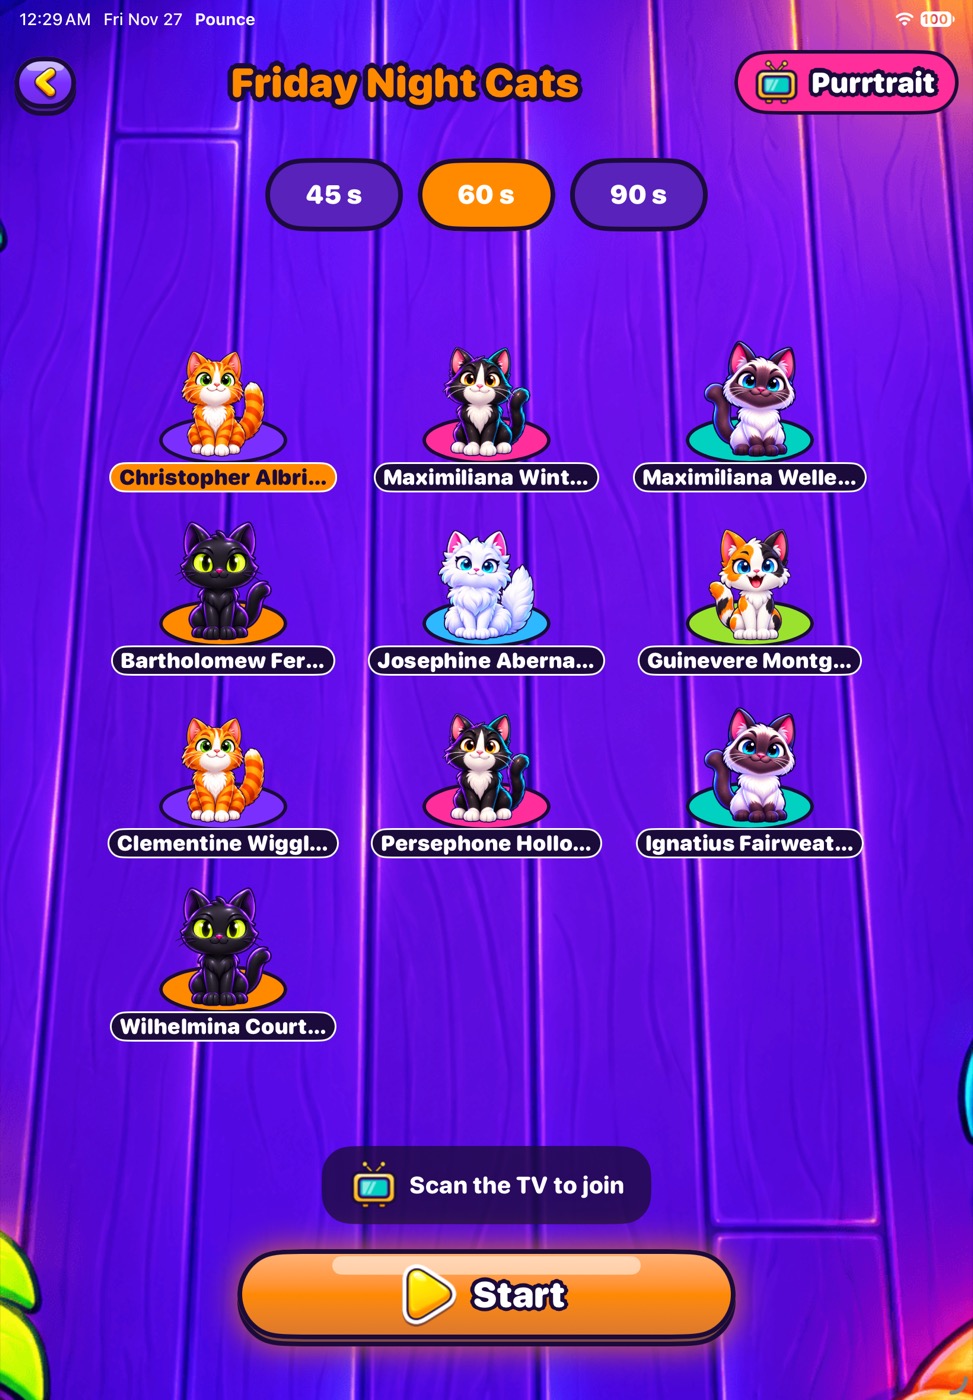 12:29 AM Fri Nov 27 Pounce
100
Friday Night Cats
Purrtrait
45 s
60 s
90 s
Christopher Albri...
Maximiliana Wint...
Maximiliana Welle...
Bartholomew Fer...
Josephine Aberna...
Guinevere Montg...
Clementine Wiggl...
Persephone Hollo...
Ignatius Fairweat...
Wilhelmina Court...
Scan the TV to join
Start